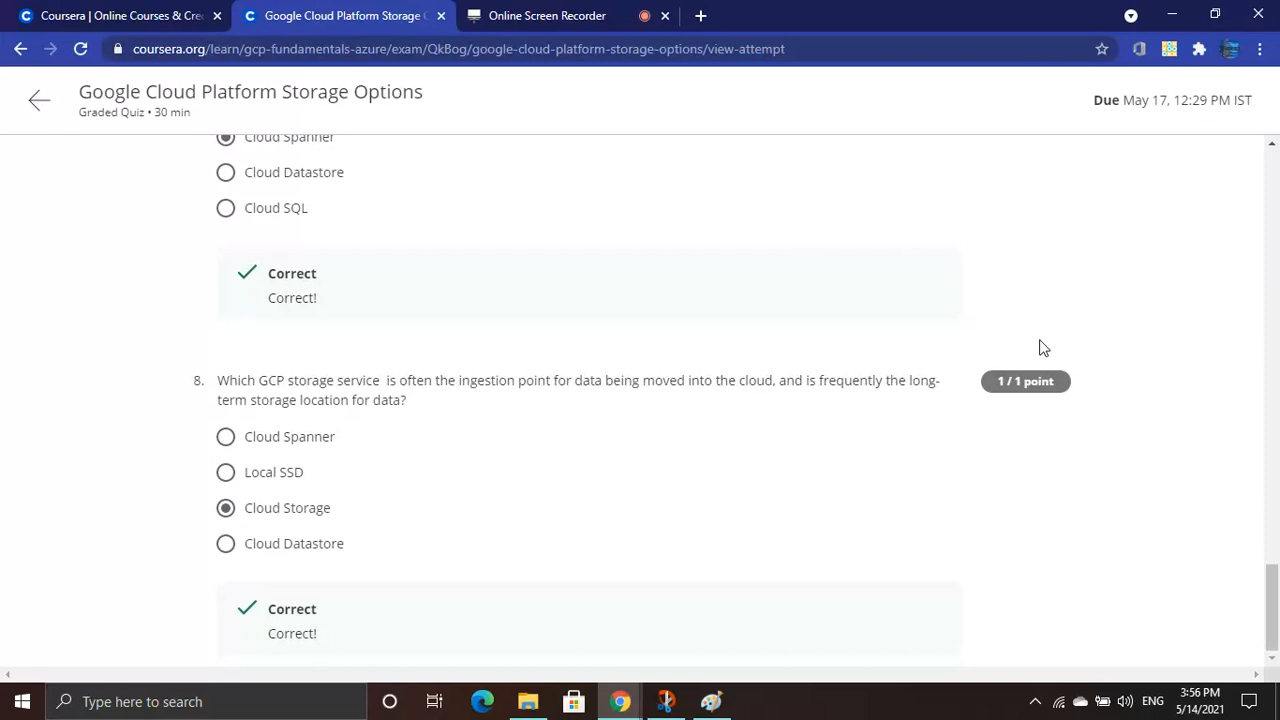 Coursera | Online Courses & Cre
Google Cloud Platform Storage O
Online Screen Recorder
coursera.org/learn/gcp-fundamentals-azure/exam/QkBog/google-cloud-platform-storage-options/view-attempt
Google Cloud Platform Storage Options
Graded Quiz • 30 min
Due May 17, 12:29 PM IST
Cloud Spanner
Cloud Datastore
Cloud SQL
Correct
Correct!
8. Which GCP storage service is often the ingestion point for data being moved into the cloud, and is frequently the long-
term storage location for data?
1 / 1 point
Cloud Spanner
Local SSD
Cloud Storage
Cloud Datastore
Correct
Correct!
Type here to search
ENG
3:56 PM
5/14/2021